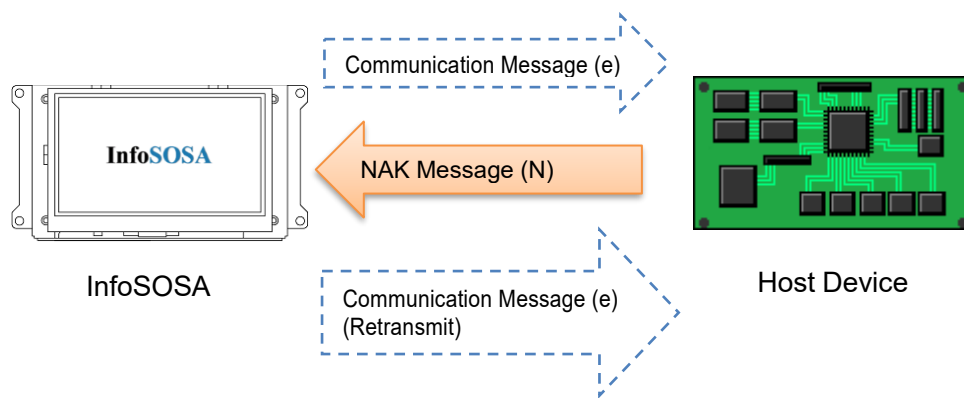 Communication Message (e)
InfoSOSA
NAK Message (N)
InfoSOSA
Host Device
Communication Message (e)
(Retransmit)